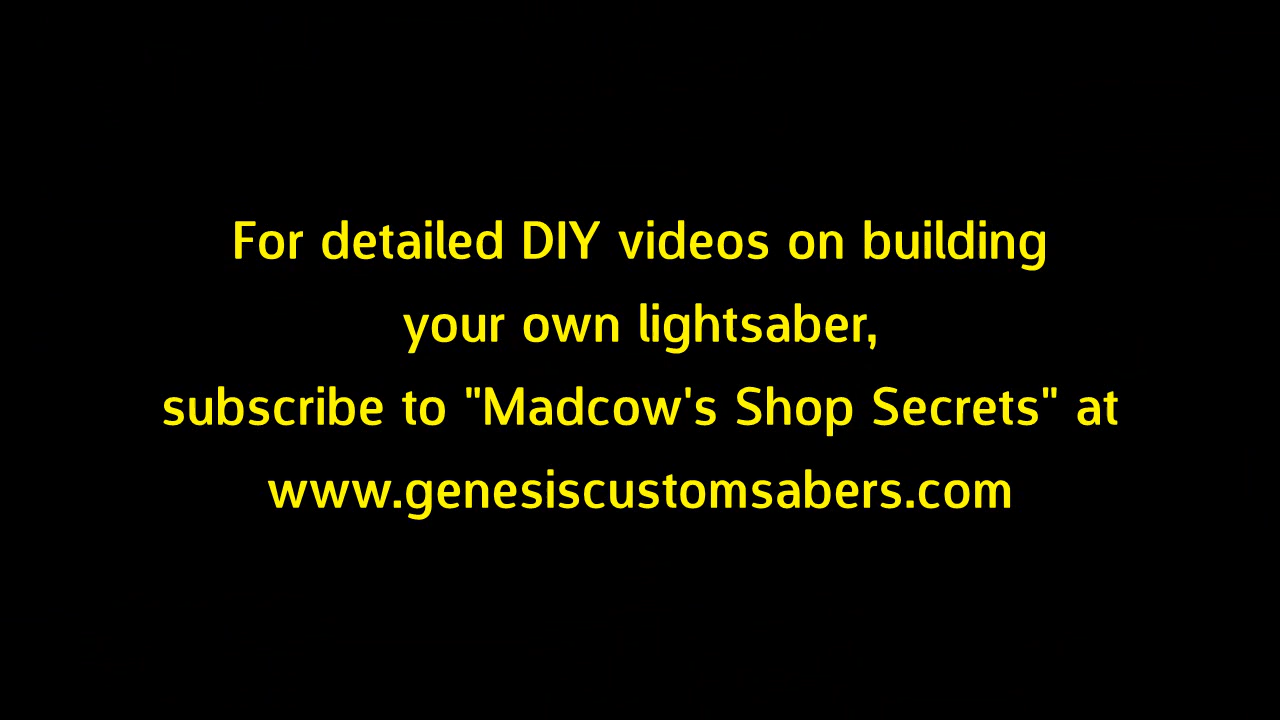 For detailed DIY videos on building
your own lightsaber,
subscribe to "Madcow's Shop Secrets" at
www.genesiscustomsabers.com